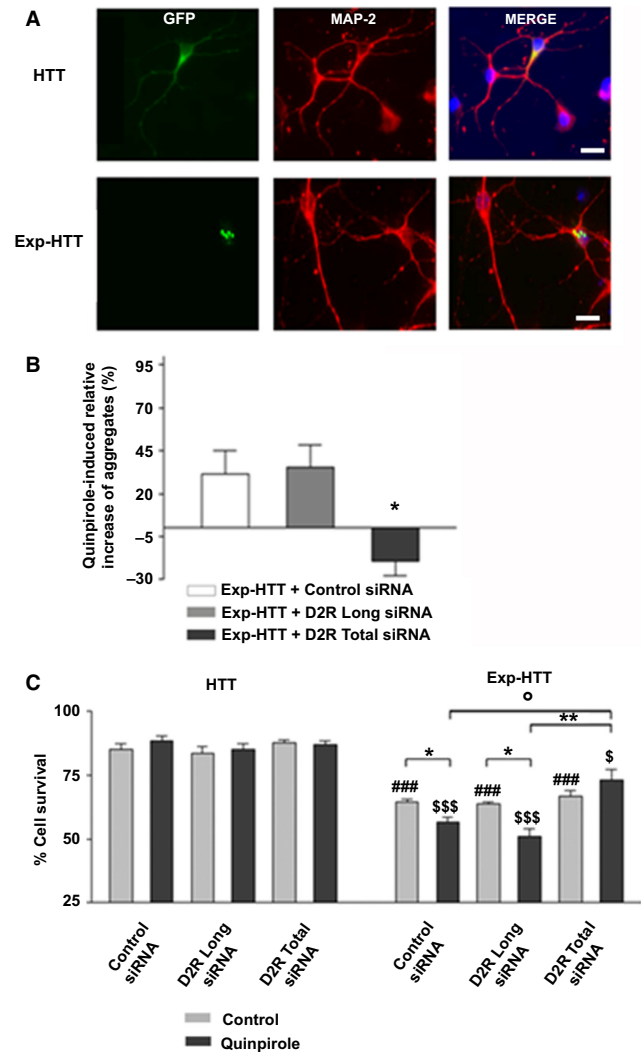 A
GFP
MAP-2
MERGE
HTT
Exp-HTT
B
Quinpirole-induced relative
increase of aggregates (%)
95
70
45
20
–5
–30
*
Exp-HTT + Control siRNA
Exp-HTT + D2R Long siRNA
Exp-HTT + D2R Total siRNA
C
HTT
Exp-HTT
% Cell survival
100
75
50
25
°
**
* *
$
### ### ###
$$$ $$$
Control
siRNA
D2R Long
siRNA
D2R Total
siRNA
Control
siRNA
D2R Long
siRNA
D2R Total
siRNA
Control
Quinpirole